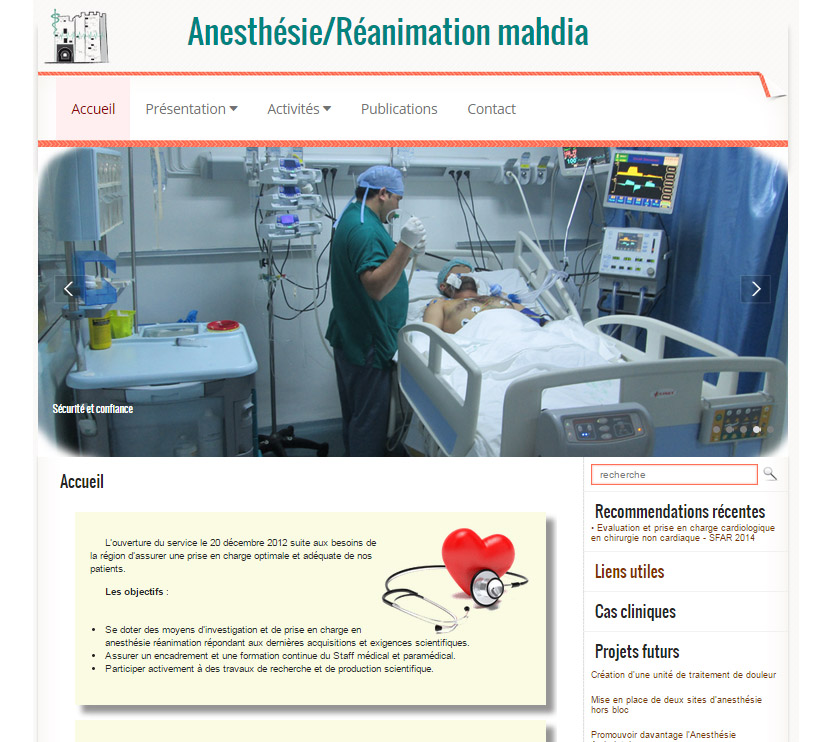 Anesthésie/Réanimation mahdia
Accueil
Présentation
Activités
Publications
Contact
100
Sécurité et confiance
Accueil
L'ouverture du service le 20 décembre 2012 suite aux besoins de
la région d'assurer une prise en charge optimale et adéquate de nos
patients.
Les objectifs :
• Se doter des moyens d'investigation et de prise en charge en
anesthésie réanimation répondant aux dernières acquisitions et exigences scientifiques.
• Assurer un encadrement et une formation continue du Staff médical et paramédical.
• Participer activement à des travaux de recherche et de production scientifique.
recherche
Recommendations récentes
• Evaluation et prise en charge cardiologique
en chirurgie non cardiaque - SFAR 2014
Liens utiles
Cas cliniques
Projets futurs
Création d'une unité de traitement de douleur
Mise en place de deux sites d'anesthésie
hors bloc
Promouvoir davantage l'Anesthésie